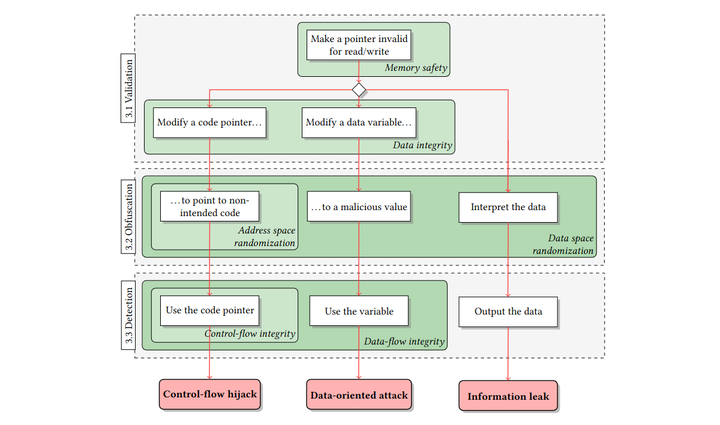 Make a pointer invalid
for read/write
Memory safety
3.1 Validation
Modify a code pointer…
Modify a data variable…
Data integrity
3.2 Obfuscation
…to point to non-
intended code
…to a malicious value
Interpret the data
Address space
randomization
Data space
randomization
3.3 Detection
Use the code pointer
Use the variable
Output the data
Control-flow integrity
Data-flow integrity
Control-flow hijack
Data-oriented attack
Information leak